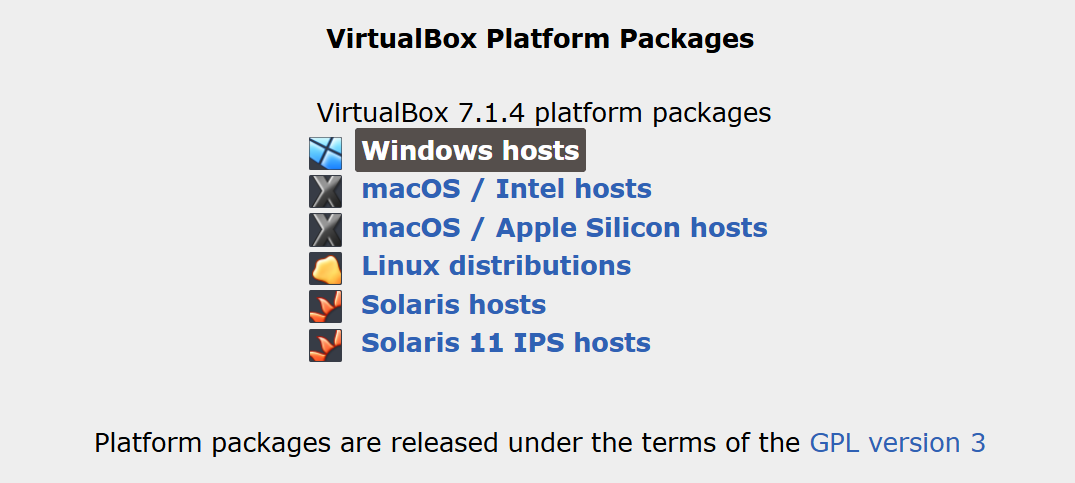 VirtualBox Platform Packages
VirtualBox 7.1.4 platform packages
Windows hosts
macOS / Intel hosts
macOS / Apple Silicon hosts
Linux distributions
Solaris hosts
Solaris 11 IPS hosts
Platform packages are released under the terms of the GPL version 3